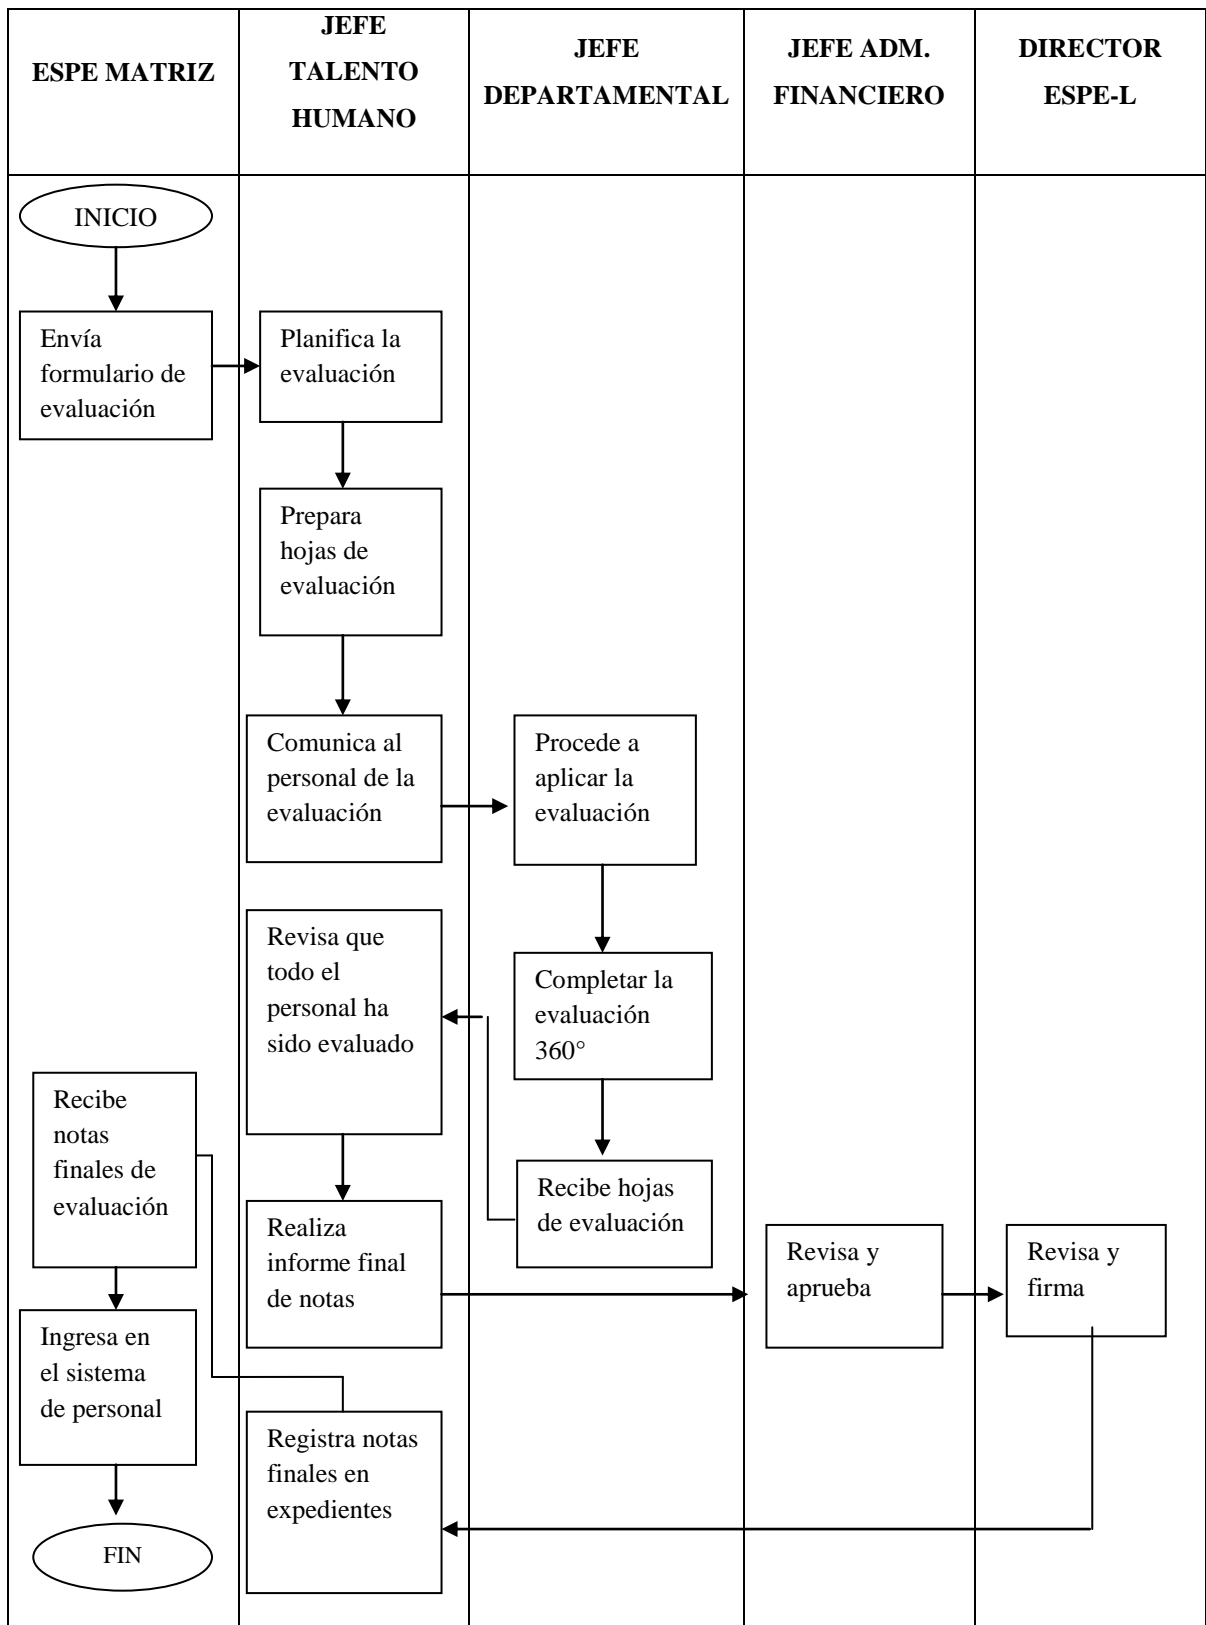 ESPE MATRIZ
JEFE
TALENTO
HUMANO
JEFE
DEPARTAMENTAL
JEFE ADM.
FINANCIERO
DIRECTOR
ESPE-L
INICIO
Envía
formulario de
evaluación
Planifica la
evaluación
Prepara
hojas de
evaluación
Comunica al
personal de la
evaluación
Procede a
aplicar la
evaluación
Completar la
evaluación
360°
Recibe hojas
de evaluación
Revisa que
todo el
personal ha
sido evaluado
Realiza
informe final
de notas
Revisa y
aprueba
Revisa y
firma
Registra notas
finales en
expedientes
Recibe
notas
finales de
evaluación
Ingresa en
el sistema
de personal
FIN